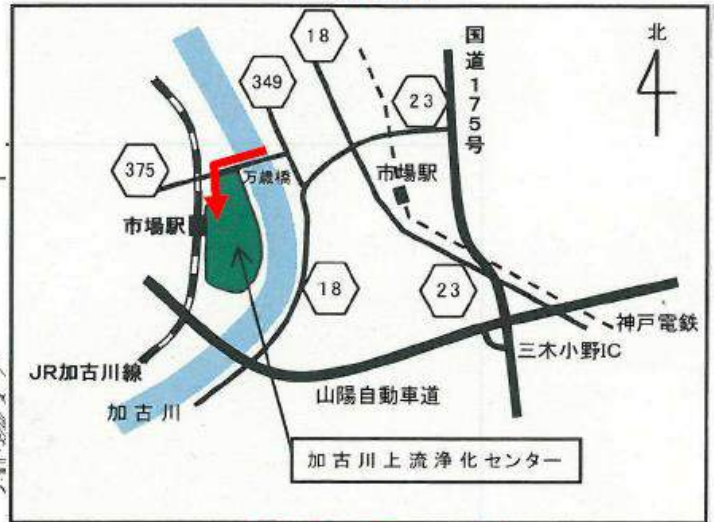 18
国道175号
北
349
23
375
万歳橋
市場駅
市場駅
18
23
神戸電鉄
三木小野IC
JR加古川線
山陽自動車道
加古川
加古川上流浄化センター